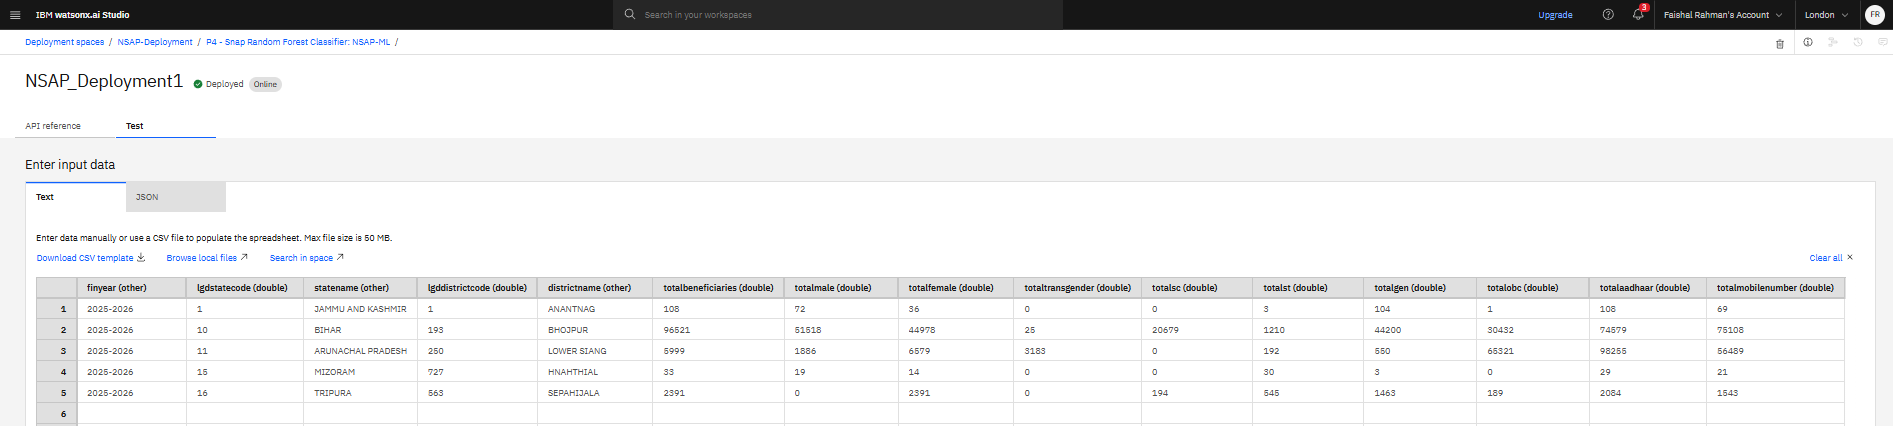 IBM watsonx.ai Studio Search in your workspaces Upgrade 3 Faishal Rahman's Account London FR
Deployment spaces / NSAP-Deployment / P4 - Snap Random Forest Classifier: NSAP-ML /
NSAP_Deployment1 Deployed Online
API reference Test
Enter input data
Text JSON
Enter data manually or use a CSV file to populate the spreadsheet. Max file size is 50 MB.
Download CSV template Browse local files Search in space Clear all ×
finyear (other) lgdstatecode (double) statename (other) lgddistrictcode (double) districtname (other) totalbeneficiaries (double) totalmale (double) totalfemale (double) totaltransgender (double) totalsc (double) totalst (double) totalgen (double) totalobc (double) totalaadhaar (double) totalmobilenumber (double)
1 2025-2026 1 JAMMU AND KASHMIR 1 ANANTNAG 108 72 36 0 0 3 104 1 108 69
2 2025-2026 10 BIHAR 193 BHOJPUR 96521 51518 44978 25 20679 1210 44200 30432 74579 75108
3 2025-2026 11 ARUNACHAL PRADESH 250 LOWER SIANG 5999 1886 6579 3183 0 192 550 65321 98255 56489
4 2025-2026 15 MIZORAM 727 HNAHTHIAL 33 19 14 0 0 30 3 0 29 21
5 2025-2026 16 TRIPURA 563 SEPAHIJALA 2391 0 2391 0 194 545 1463 189 2084 1543
6